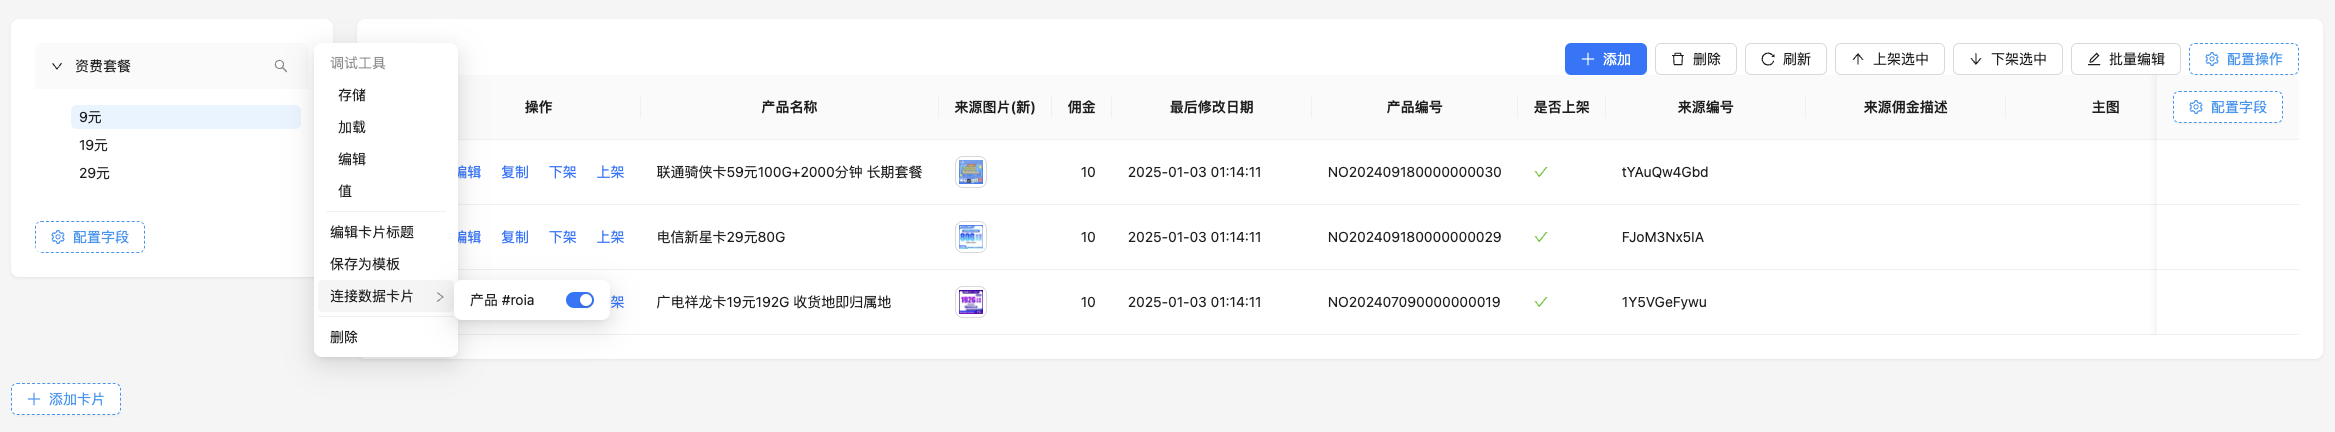 资费套餐
9元
19元
29元
配置字段
添加卡片
调试工具
存储
加载
编辑
值
编辑卡片标题
保存为模板
连接数据卡片
删除
产品 #roia
添加 删除 刷新 上架选中 下架选中 批量编辑 配置操作
操作 产品名称 来源图片(新) 佣金 最后修改日期 产品编号 是否上架 来源编号 来源佣金描述 主图 配置字段
编辑 复制 下架 上架 联通骑侠卡59元100G+2000分钟 长期套餐 10 2025-01-03 01:14:11 NO202409180000000030 tYAuQw4Gbd
编辑 复制 下架 上架 电信新星卡29元80G 10 2025-01-03 01:14:11 NO202409180000000029 FJoM3Nx5IA
架 广电祥龙卡19元192G 收货地即归属地 10 2025-01-03 01:14:11 NO202407090000000019 1Y5VGeFywu